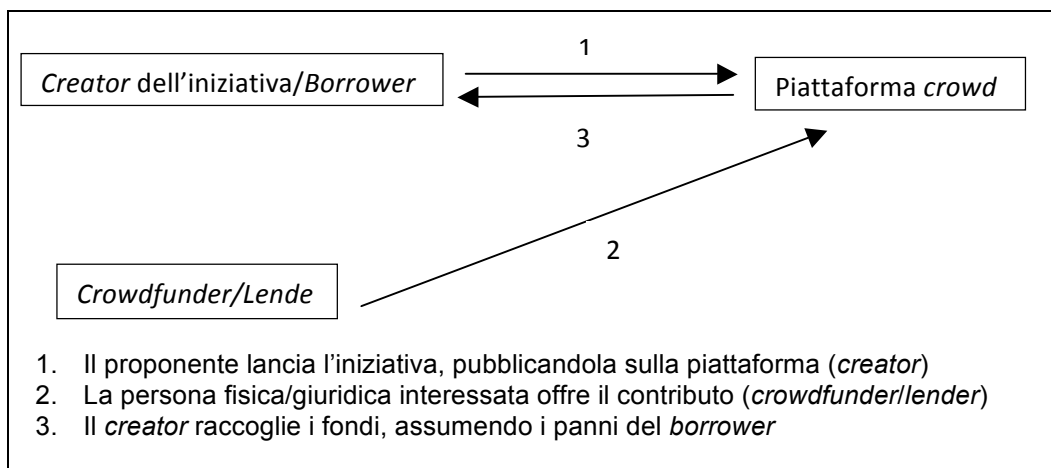 1
Creator dell’iniziativa/Borrower
Piattaforma crowd
3
2
Crowdfunder/Lende
1. Il proponente lancia l’iniziativa, pubblicandola sulla piattaforma (creator)
2. La persona fisica/giuridica interessata offre il contributo (crowdfunder/lender)
3. Il creator raccoglie i fondi, assumendo i panni del borrower